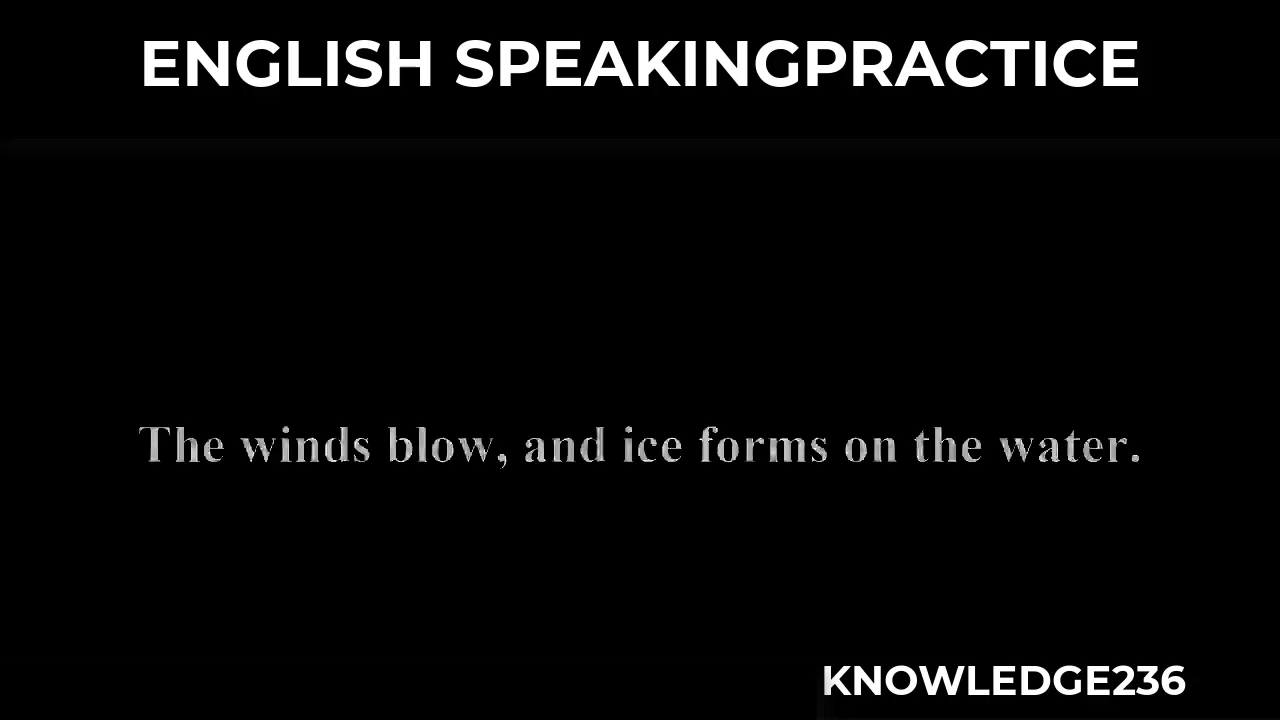 ENGLISH SPEAKINGPRACTICE
The winds blow, and ice forms on the water.
KNOWLEDGE236